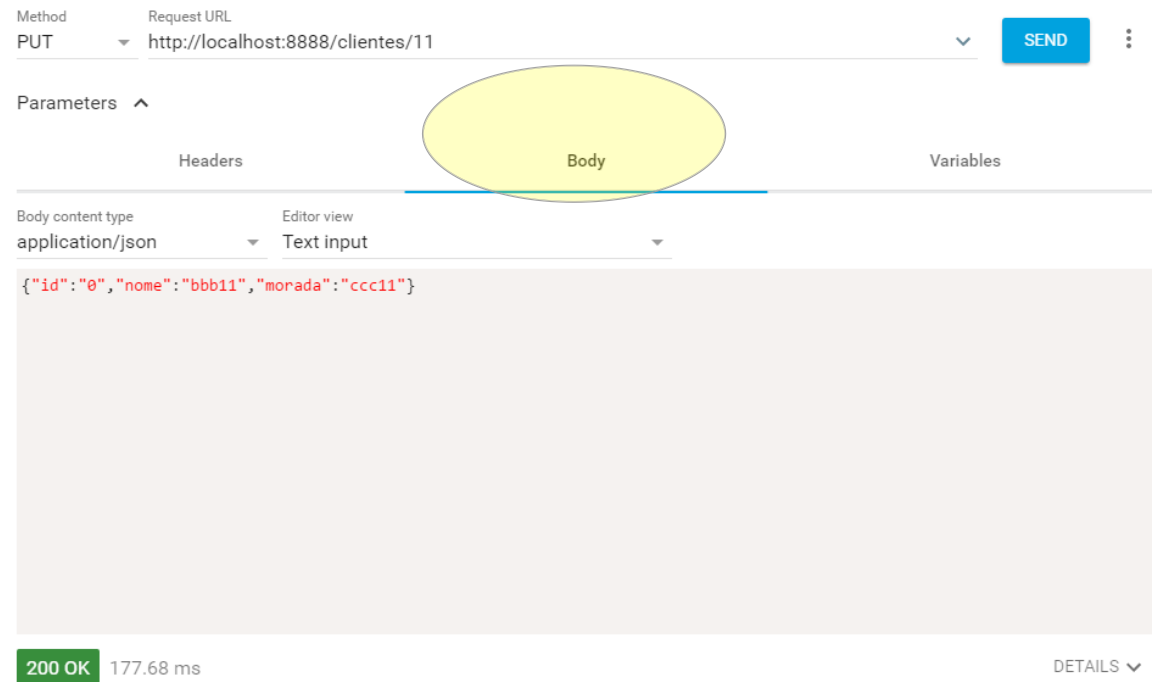 Method Request URL
PUT http://localhost:8888/clientes/11 SEND
Parameters
Headers Body Variables
Body content type Editor view
application/json Text input
{"id":"0","nome":"bbb11","morada":"ccc11"}
200 OK 177.68 ms DETAILS